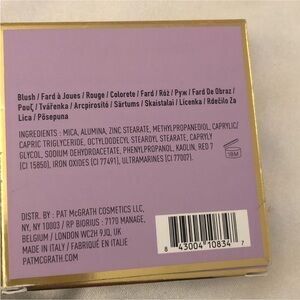 Blush / Fard à Joues / Rouge / Colorete / Fard / Róż / Руж / Fard De Obraz /
Ρουζ / Tvářenka / Arcpirosító / Sārtums / Skaistalai / Lícenka / Rdečilo Za
Lica / Põsepuna
INGREDIENTS: MICA, ALUMINA, ZINC STEARATE, METHYLPROPANEDIOL, CAPRYLIC/
CAPRIC TRIGLYCERIDE, OCTYLDODECYL STEAROYL STEARATE, CAPRYLYL
GLYCOL, SODIUM DEHYDROACETATE, PHENYLPROPANOL, KAOLIN, RED 7
(CI 15850), IRON OXIDES (CI 77491), ULTRAMARINES (CI 77007).
18M
DISTR. BY: PAT McGRATH COSMETICS LLC,
NY, NY 10003 / RP BIORIUS - 7170 MANAGE,
BELGIUM / LONDON WC2H 9JQ, UK
MADE IN ITALY / FABRIQUÉ EN ITALIE
PATMCGRATH.COM
8 43004 10834 7